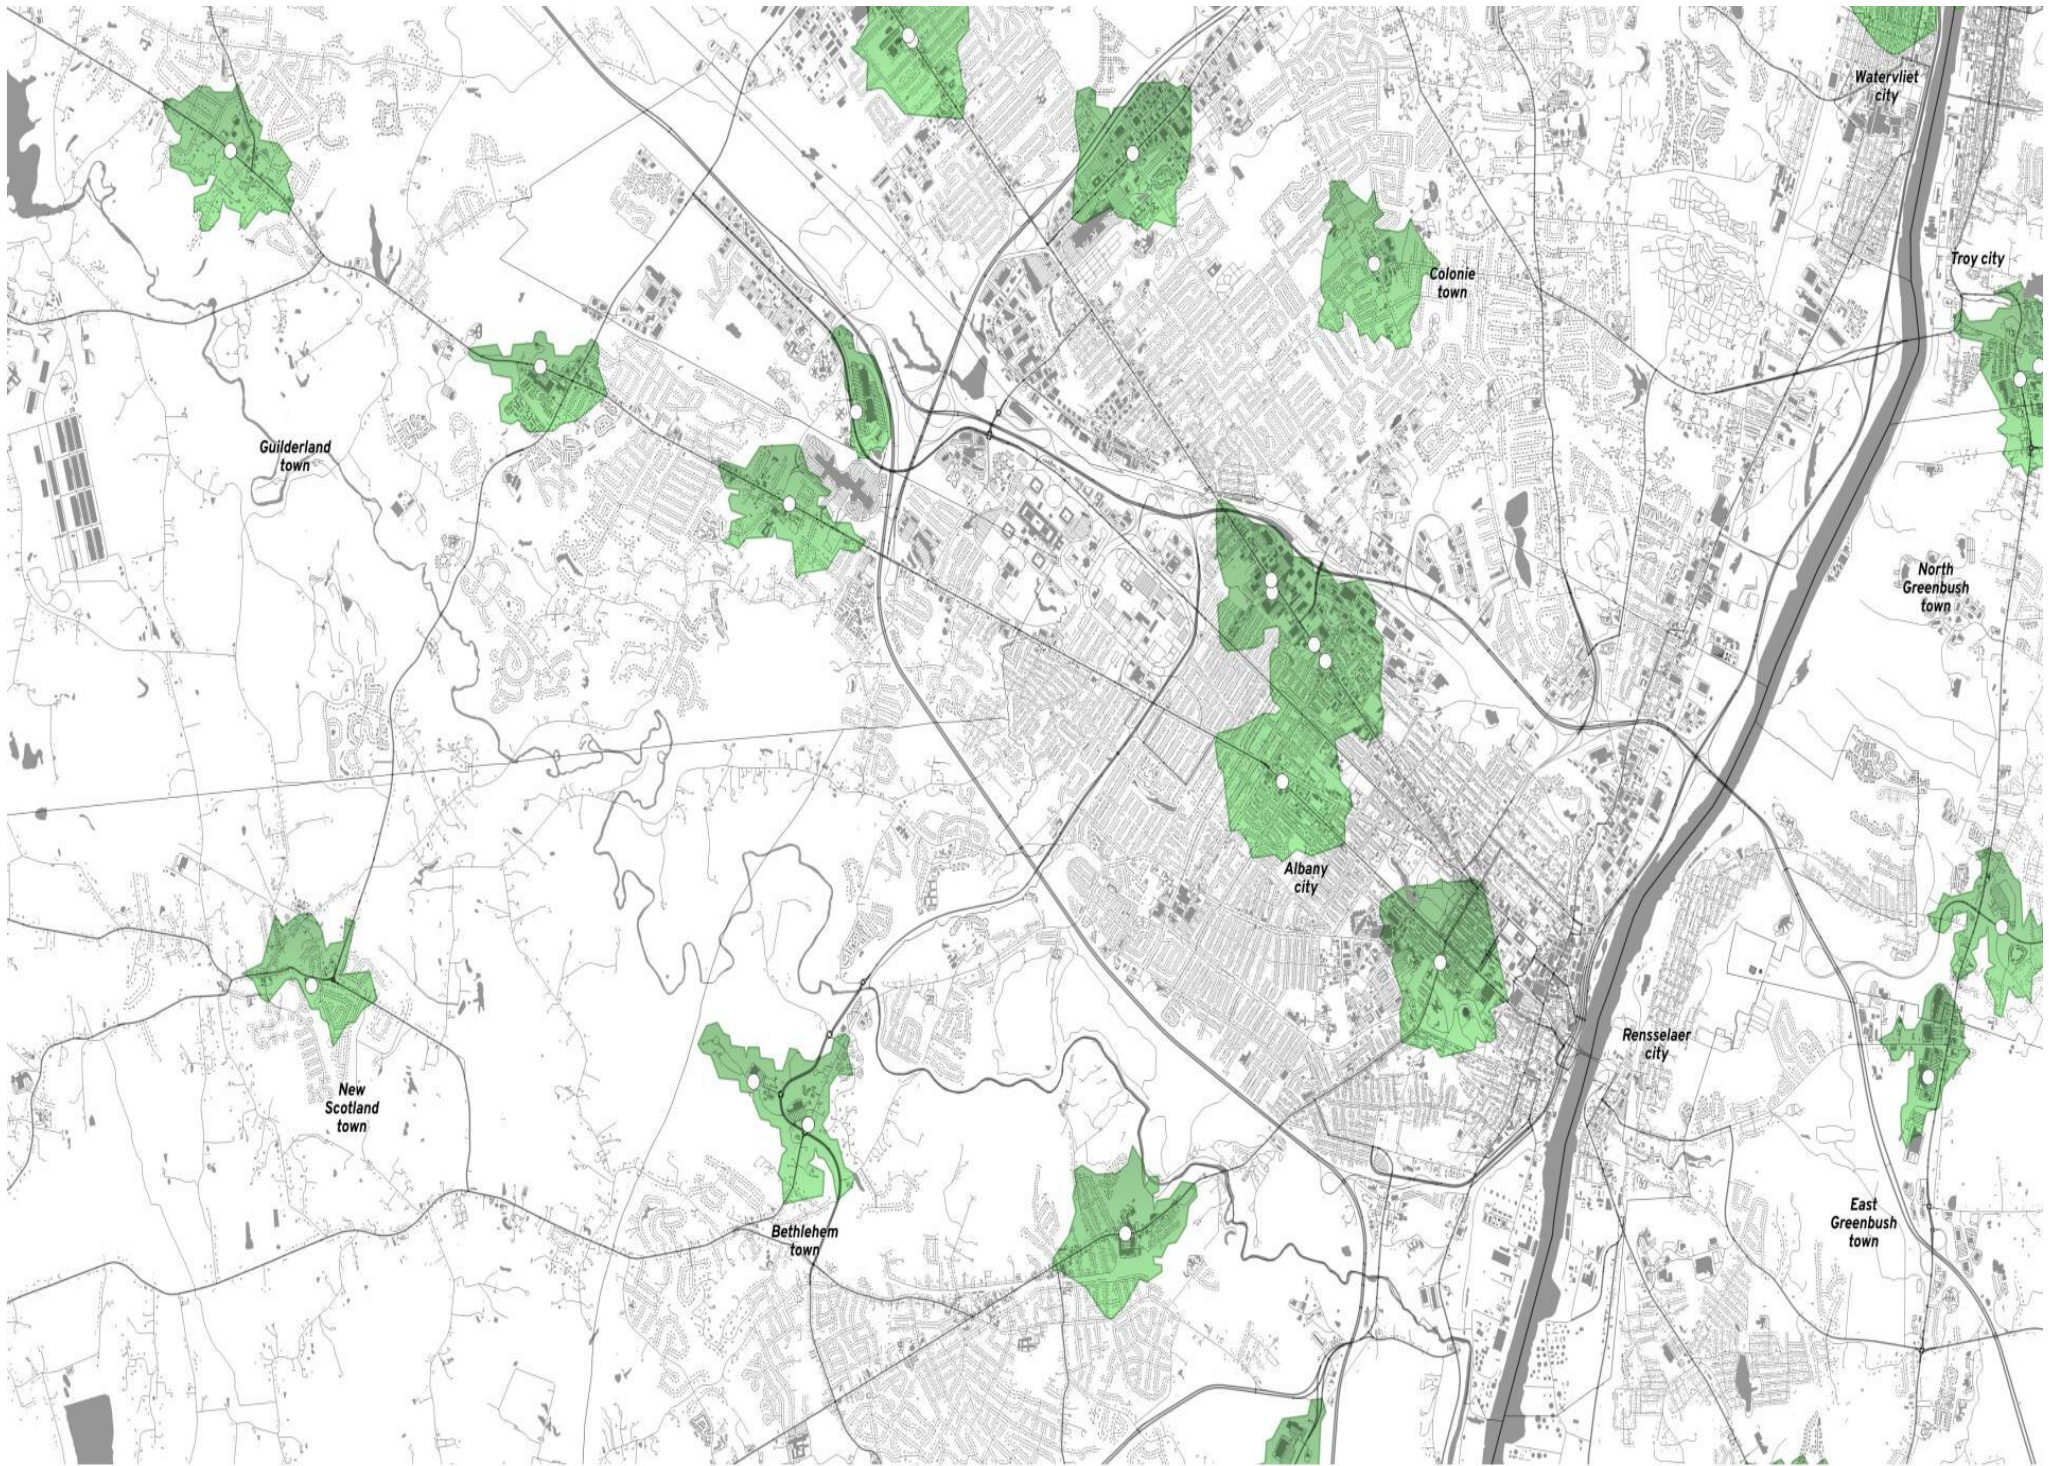 Watervliet
city
Troy city
Colonie
town
Guilderland
town
North
Greenbush
town
Albany
city
Rensselaer
city
New
Scotland
town
East
Greenbush
town
Bethlehem
town